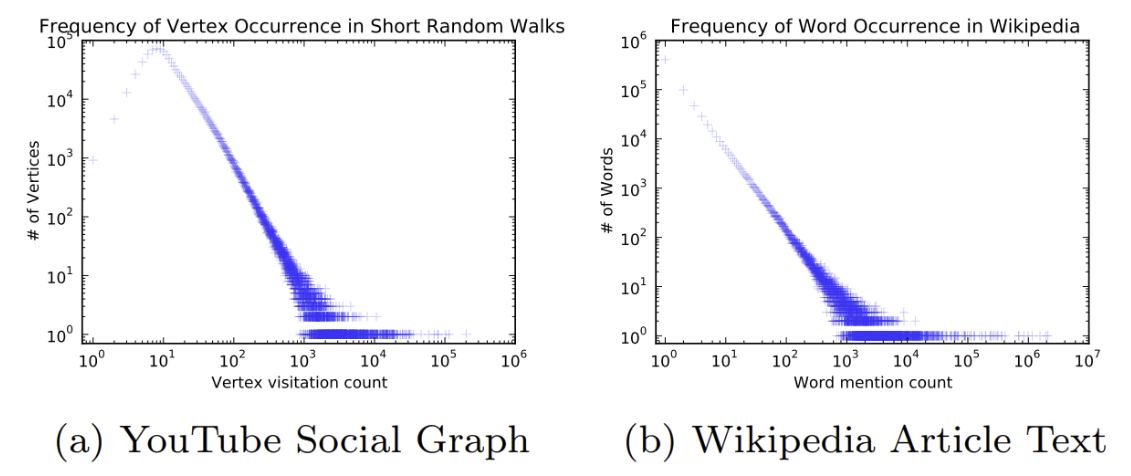 Frequency of Vertex Occurrence in Short Random Walks
10^5
10^4
10^3
10^2
10^1
10^0
# of Vertices
10^0 10^1 10^2 10^3 10^4 10^5 10^6
Vertex visitation count
(a) YouTube Social Graph
Frequency of Word Occurrence in Wikipedia
10^6
10^5
10^4
10^3
10^2
10^1
10^0
# of Words
10^0 10^1 10^2 10^3 10^4 10^5 10^6 10^7
Word mention count
(b) Wikipedia Article Text